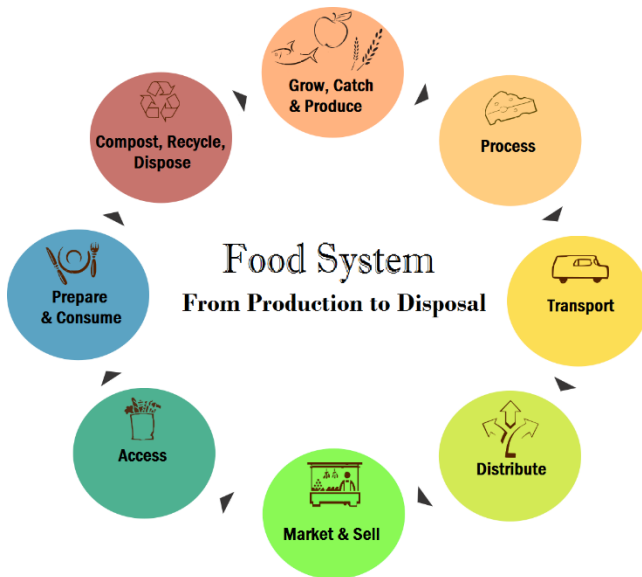 Grow, Catch
& Produce
Process
Transport
Distribute
Market & Sell
Access
Prepare
& Consume
Compost, Recycle,
Dispose
Food System
From Production to Disposal